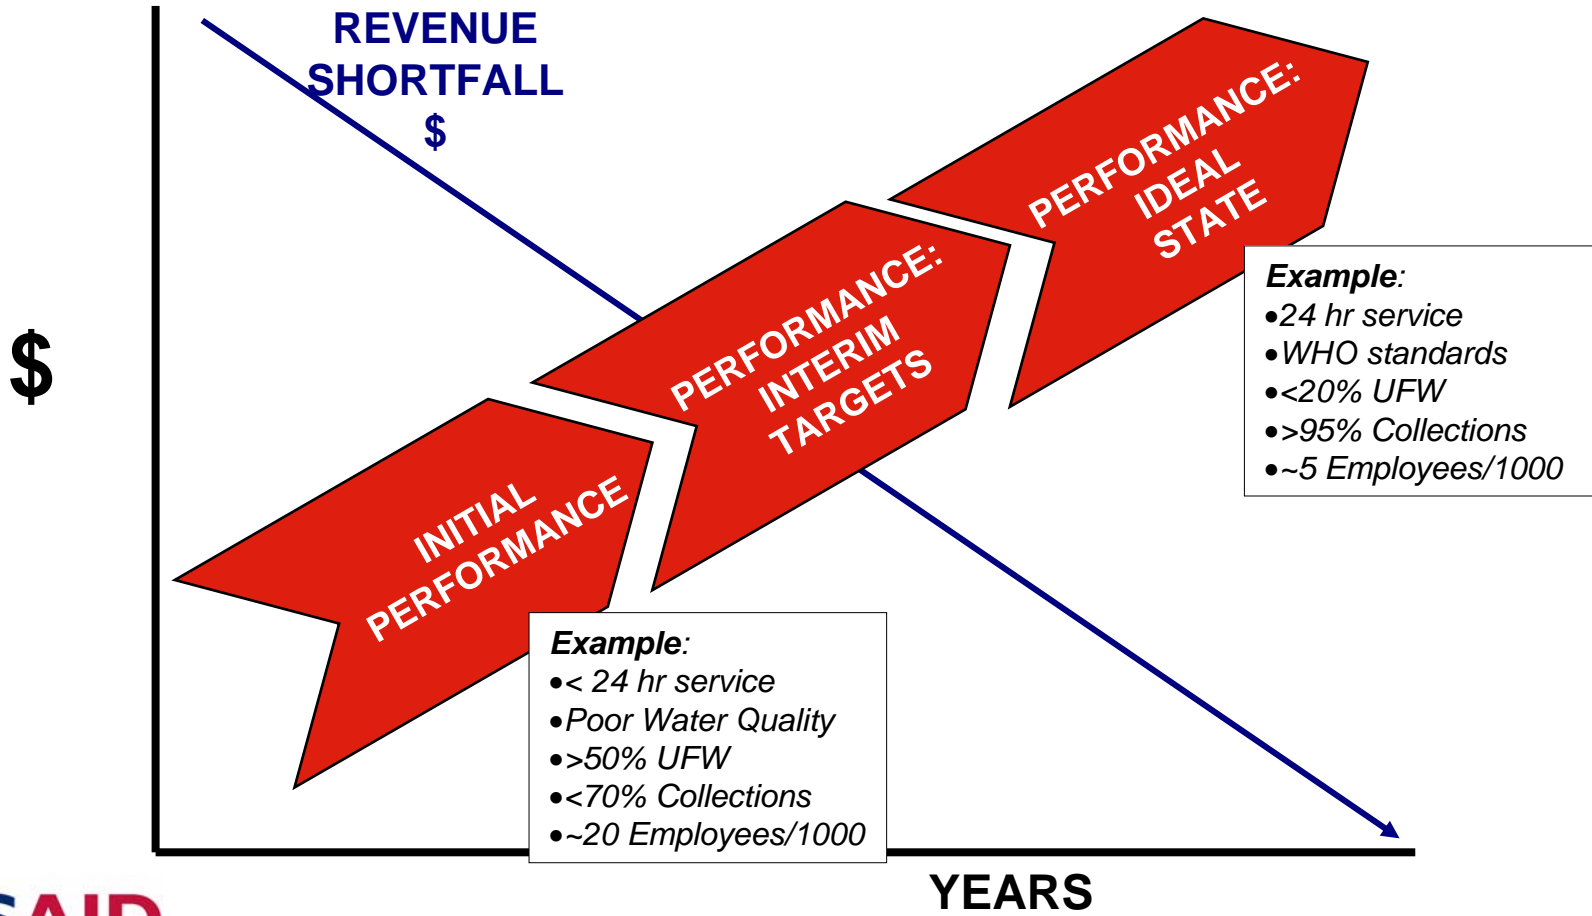 REVENUE
SHORTFALL
$
$
PERFORMANCE:
IDEAL
STATE
PERFORMANCE:
INTERIM
TARGETS
INITIAL
PERFORMANCE
Example:
•24 hr service
•WHO standards
•<20% UFW
•>95% Collections
•~5 Employees/1000
Example:
•< 24 hr service
•Poor Water Quality
•>50% UFW
•<70% Collections
•~20 Employees/1000
YEARS